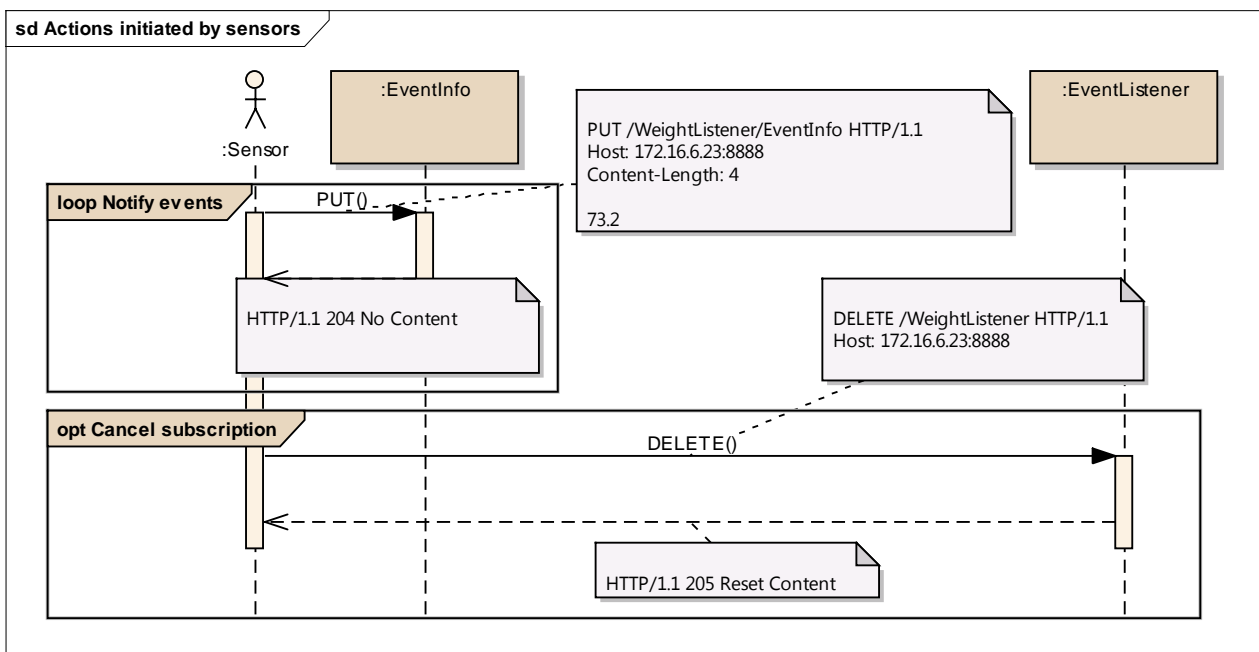 sd Actions initiated by sensors
:Sensor
:EventInfo
:EventListener
PUT /WeightListener/EventInfo HTTP/1.1
Host: 172.16.6.23:8888
Content-Length: 4
73.2
loop Notify events
PUT()
HTTP/1.1 204 No Content
DELETE /WeightListener HTTP/1.1
Host: 172.16.6.23:8888
opt Cancel subscription
DELETE()
HTTP/1.1 205 Reset Content